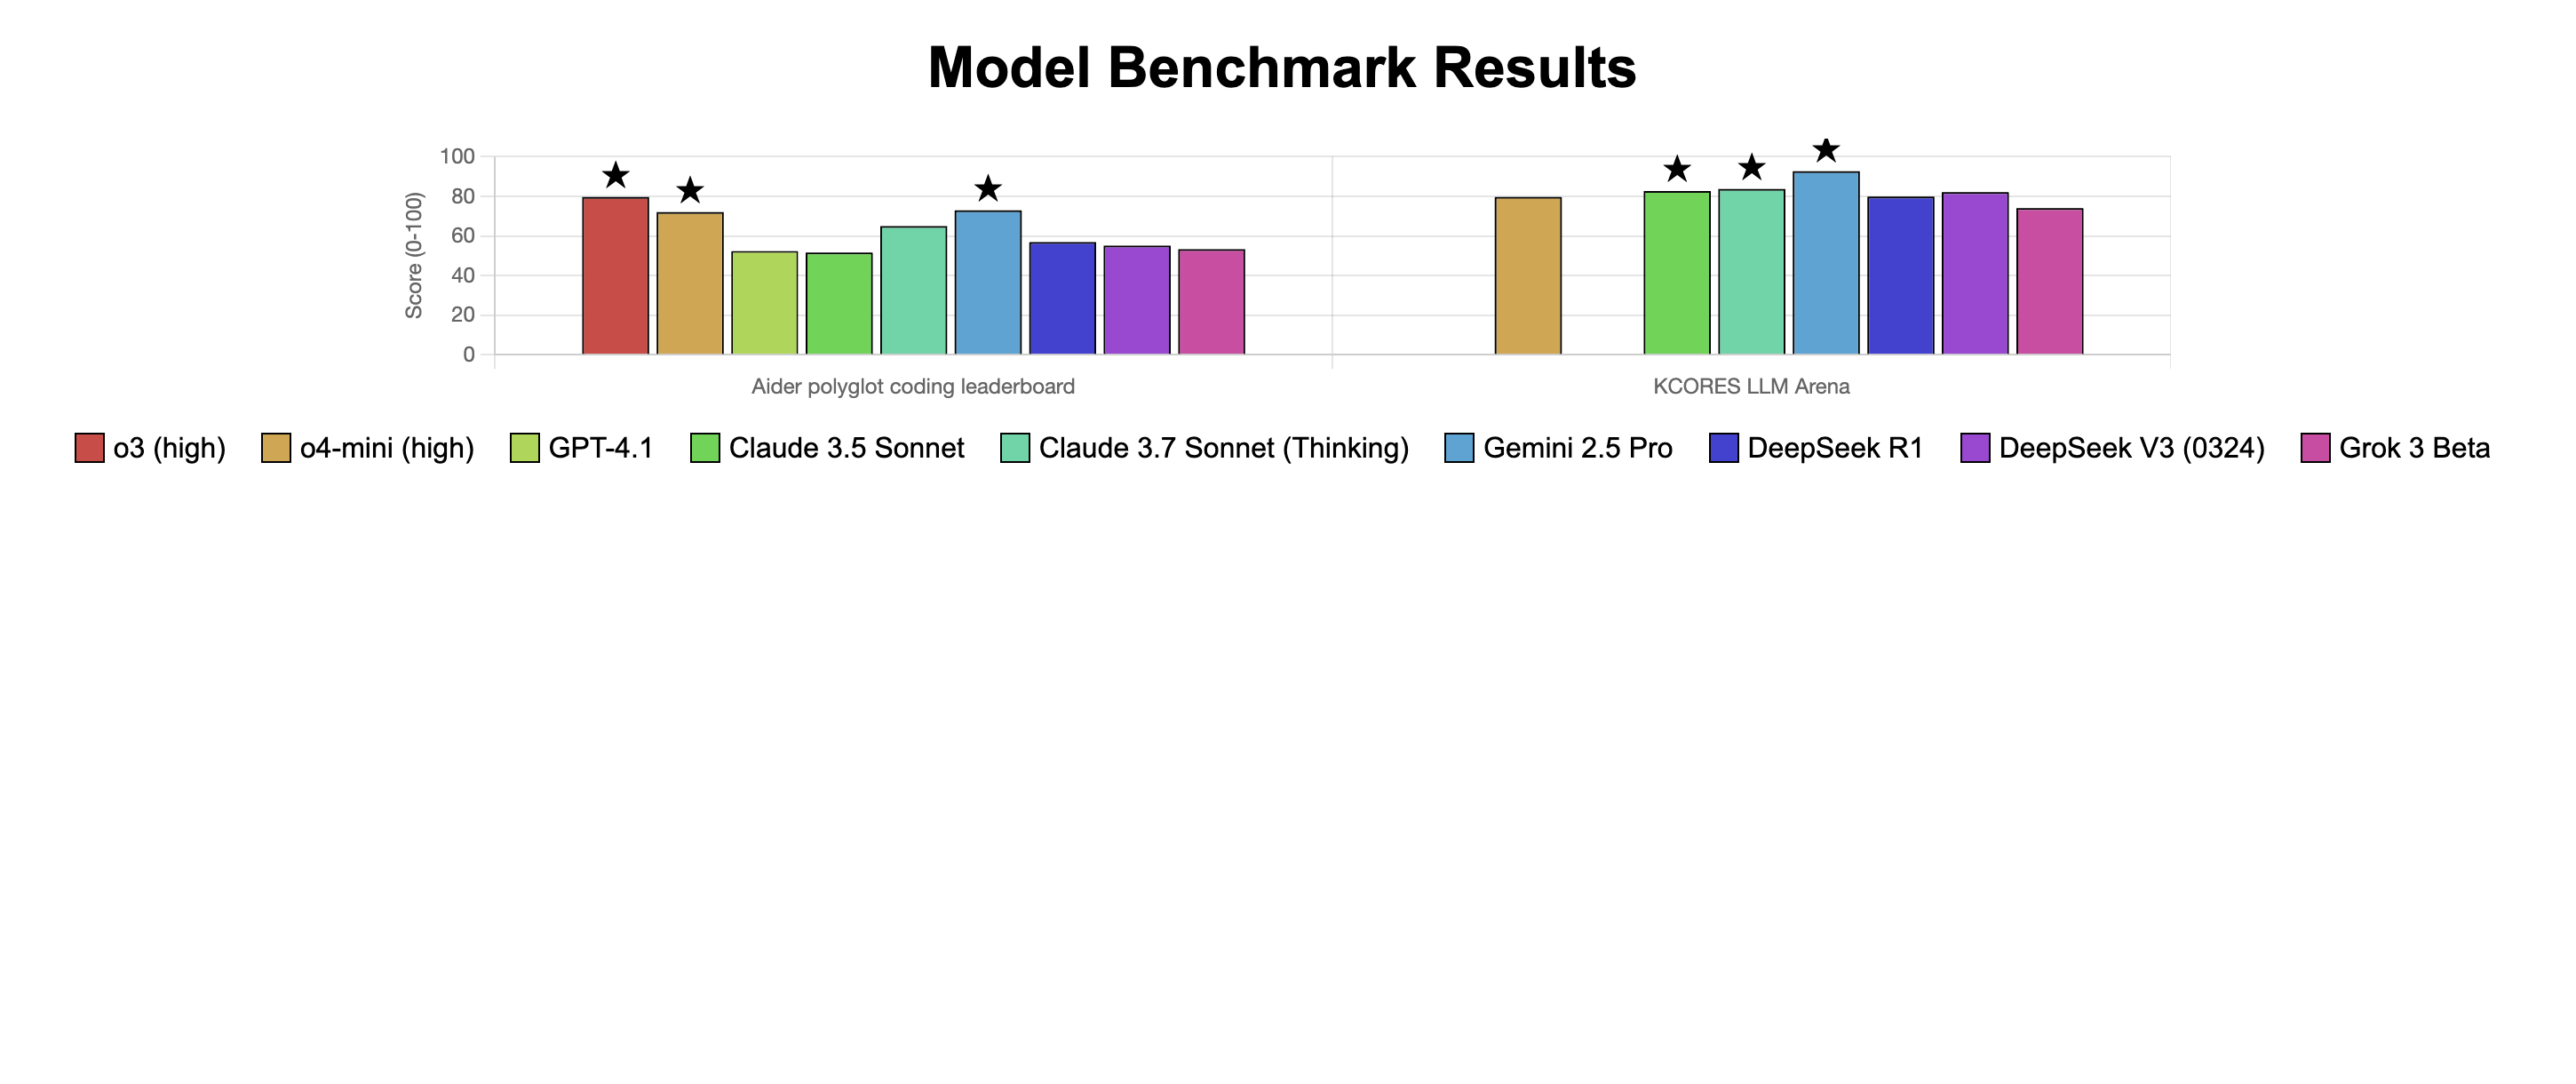 Model Benchmark Results
100
80
60
40
20
0
Score (0-100)
Aider polyglot coding leaderboard
KCORES LLM Arena
o3 (high)
o4-mini (high)
GPT-4.1
Claude 3.5 Sonnet
Claude 3.7 Sonnet (Thinking)
Gemini 2.5 Pro
DeepSeek R1
DeepSeek V3 (0324)
Grok 3 Beta